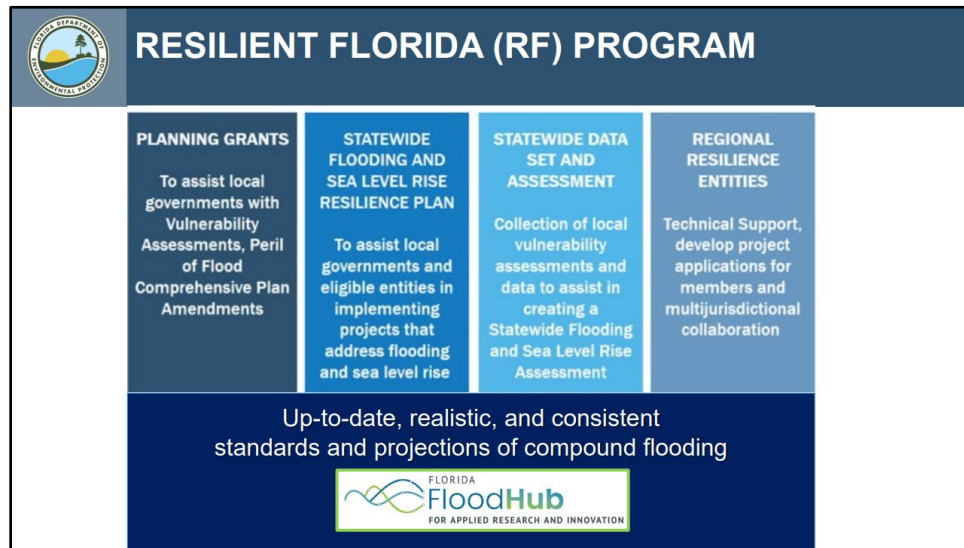 FLORIDA DEPARTMENT OF
ENVIRONMENTAL PROTECTION
RESILIENT FLORIDA (RF) PROGRAM
PLANNING GRANTS
To assist local
governments with
Vulnerability
Assessments, Peril
of Flood
Comprehensive Plan
Amendments
STATEWIDE
FLOODING AND
SEA LEVEL RISE
RESILIENCE PLAN
To assist local
governments and
eligible entities in
implementing
projects that
address flooding
and sea level rise
STATEWIDE DATA
SET AND
ASSESSMENT
Collection of local
vulnerability
assessments and
data to assist in
creating a
Statewide Flooding
and Sea Level Rise
Assessment
REGIONAL
RESILIENCE
ENTITIES
Technical Support,
develop project
applications for
members and
multijurisdictional
collaboration
Up-to-date, realistic, and consistent
standards and projections of compound flooding
FLORIDA
FloodHub
FOR APPLIED RESEARCH AND INNOVATION